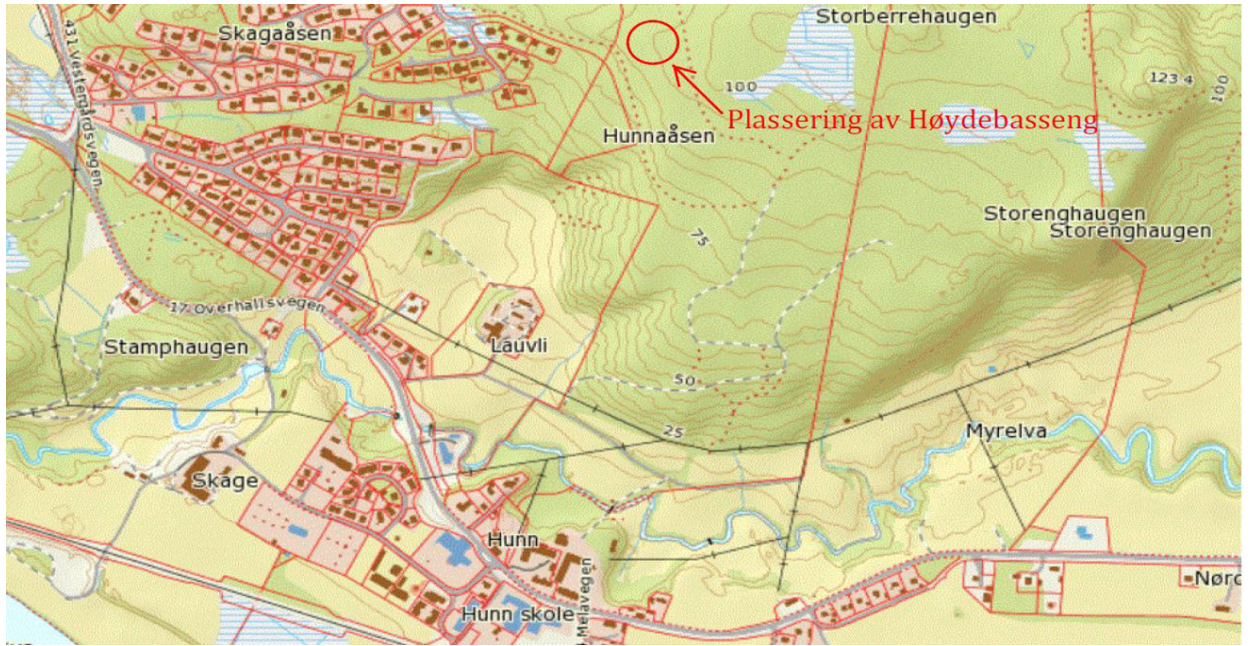 Storberrehaugen
Skagaåsen
431 Vestergårdsvegen
123 4
100
100
Plassering av Høydebasseng
Hunnaåsen
Storenghaugen
Storenghaugen
75
17 Overhallsvegen
Stamphaugen
Lauvli
50
25
Myrelva
Skage
Hunn
Nørd
Hunn skole
Melavegen